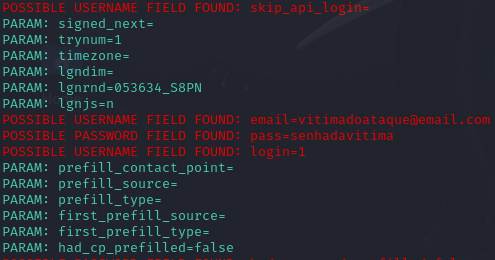 POSSIBLE USERNAME FIELD FOUND: skip_api_login=
PARAM: signed_next=
PARAM: trynum=1
PARAM: timezone=
PARAM: lgndim=
PARAM: lgnrnd=053634_S8PN
PARAM: lgnjs=n
POSSIBLE USERNAME FIELD FOUND: email=vitimadoataque@email.com
POSSIBLE PASSWORD FIELD FOUND: pass=senhadavitima
POSSIBLE USERNAME FIELD FOUND: login=1
PARAM: prefill_contact_point=
PARAM: prefill_source=
PARAM: prefill_type=
PARAM: first_prefill_source=
PARAM: first_prefill_type=
PARAM: had_cp_prefilled=false